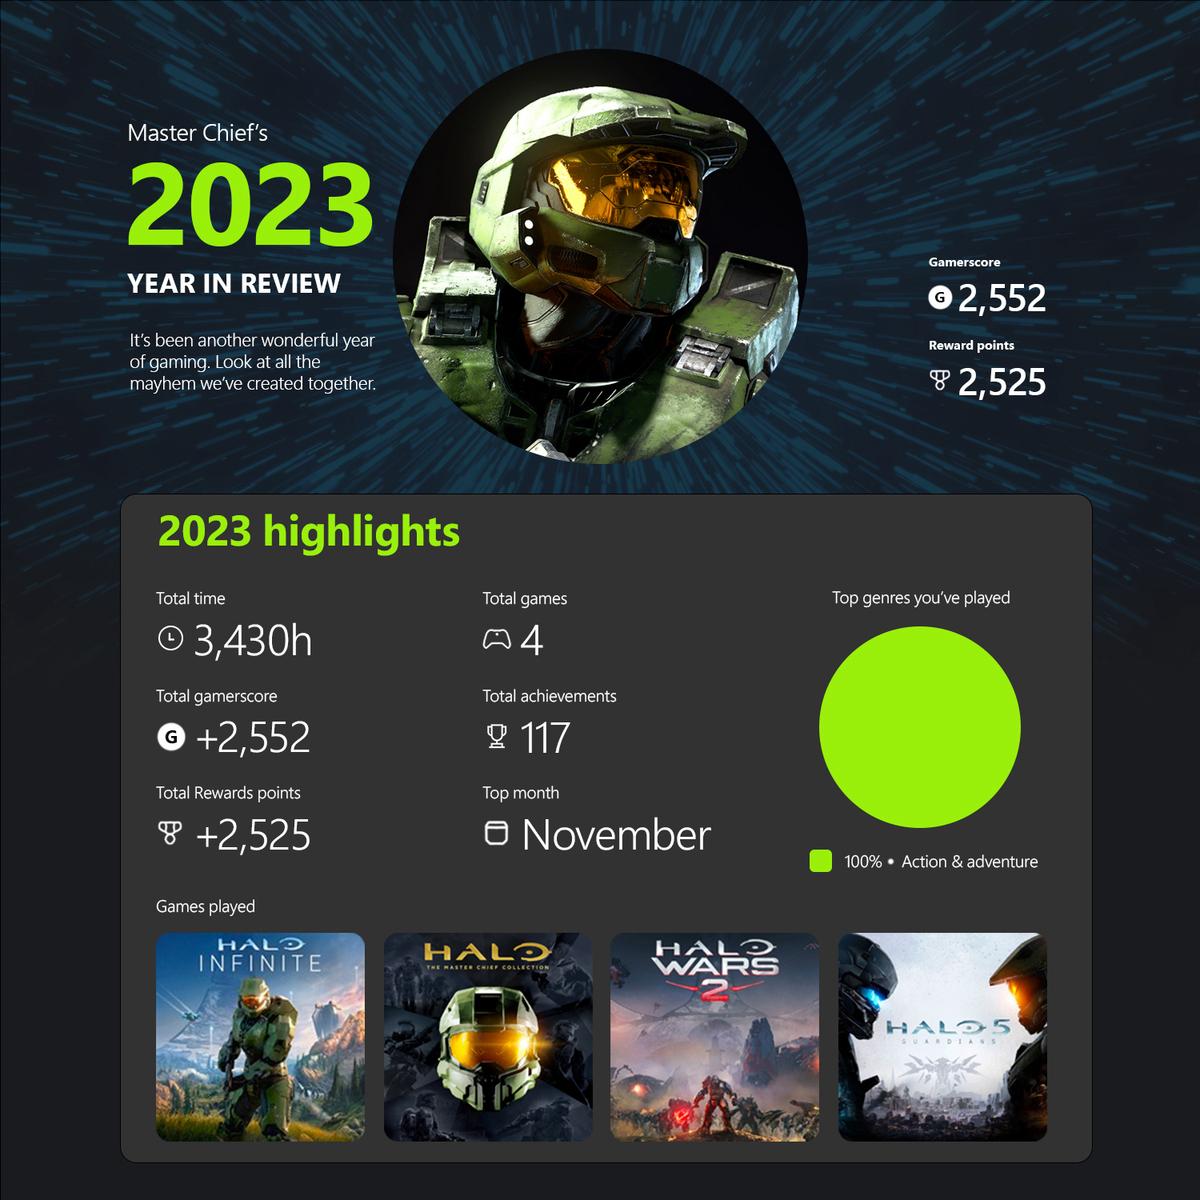 Master Chief's
2023
YEAR IN REVIEW
It's been another wonderful year
of gaming. Look at all the
mayhem we've created together.
Gamerscore
G 2,552
Reward points
2,525
2023 highlights
Total time
3,430h
Total games
4
Top genres you've played
Total gamerscore
G +2,552
Total achievements
117
Total Rewards points
+2,525
Top month
November
100% • Action & adventure
Games played
HALO
INFINITE
HALO
THE MASTER CHIEF COLLECTION
HALO
WARS
2
HALO 5
GUARDIANS